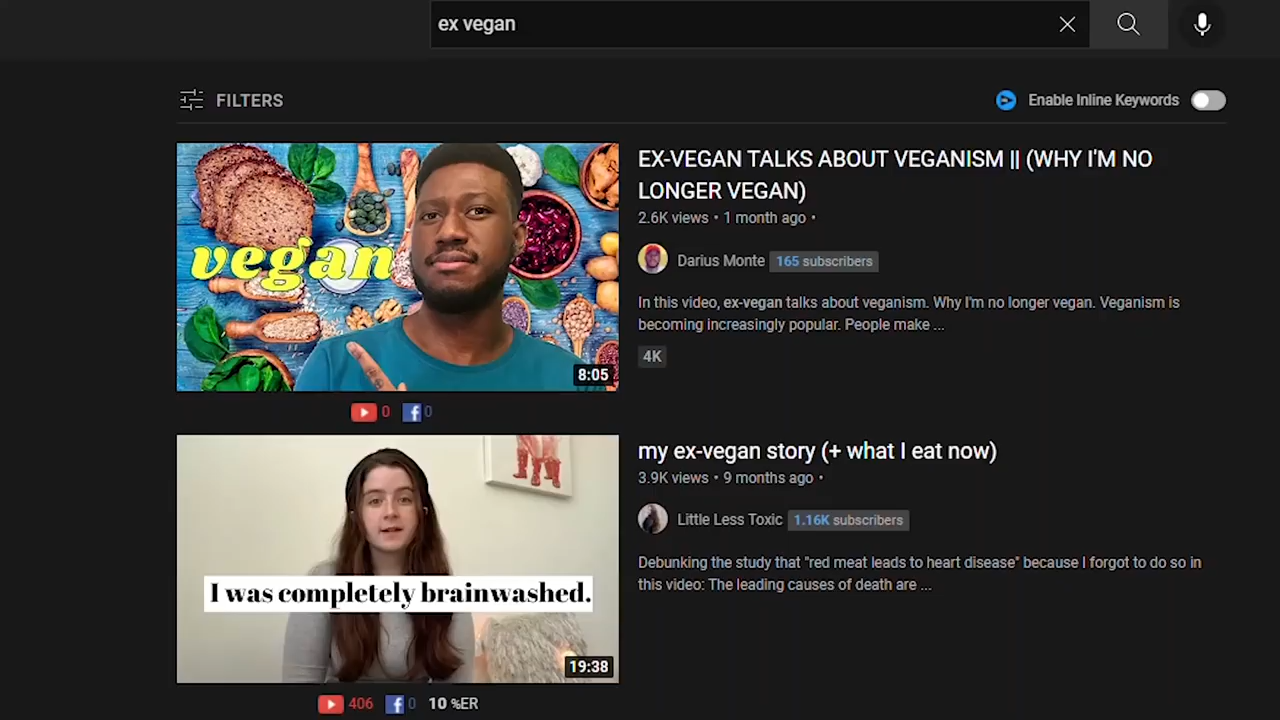 ex vegan
FILTERS
Enable Inline Keywords
vegan
8:05
EX-VEGAN TALKS ABOUT VEGANISM || (WHY I'M NO
LONGER VEGAN)
2.6K views • 1 month ago •
Darius Monte 165 subscribers
In this video, ex-vegan talks about veganism. Why I'm no longer vegan. Veganism is
becoming increasingly popular. People make ...
4K
0 f 0
I was completely brainwashed.
19:38
my ex-vegan story (+ what I eat now)
3.9K views • 9 months ago •
Little Less Toxic 1.16K subscribers
Debunking the study that "red meat leads to heart disease" because I forgot to do so in
this video: The leading causes of death are ...
406 f 0 10 %ER